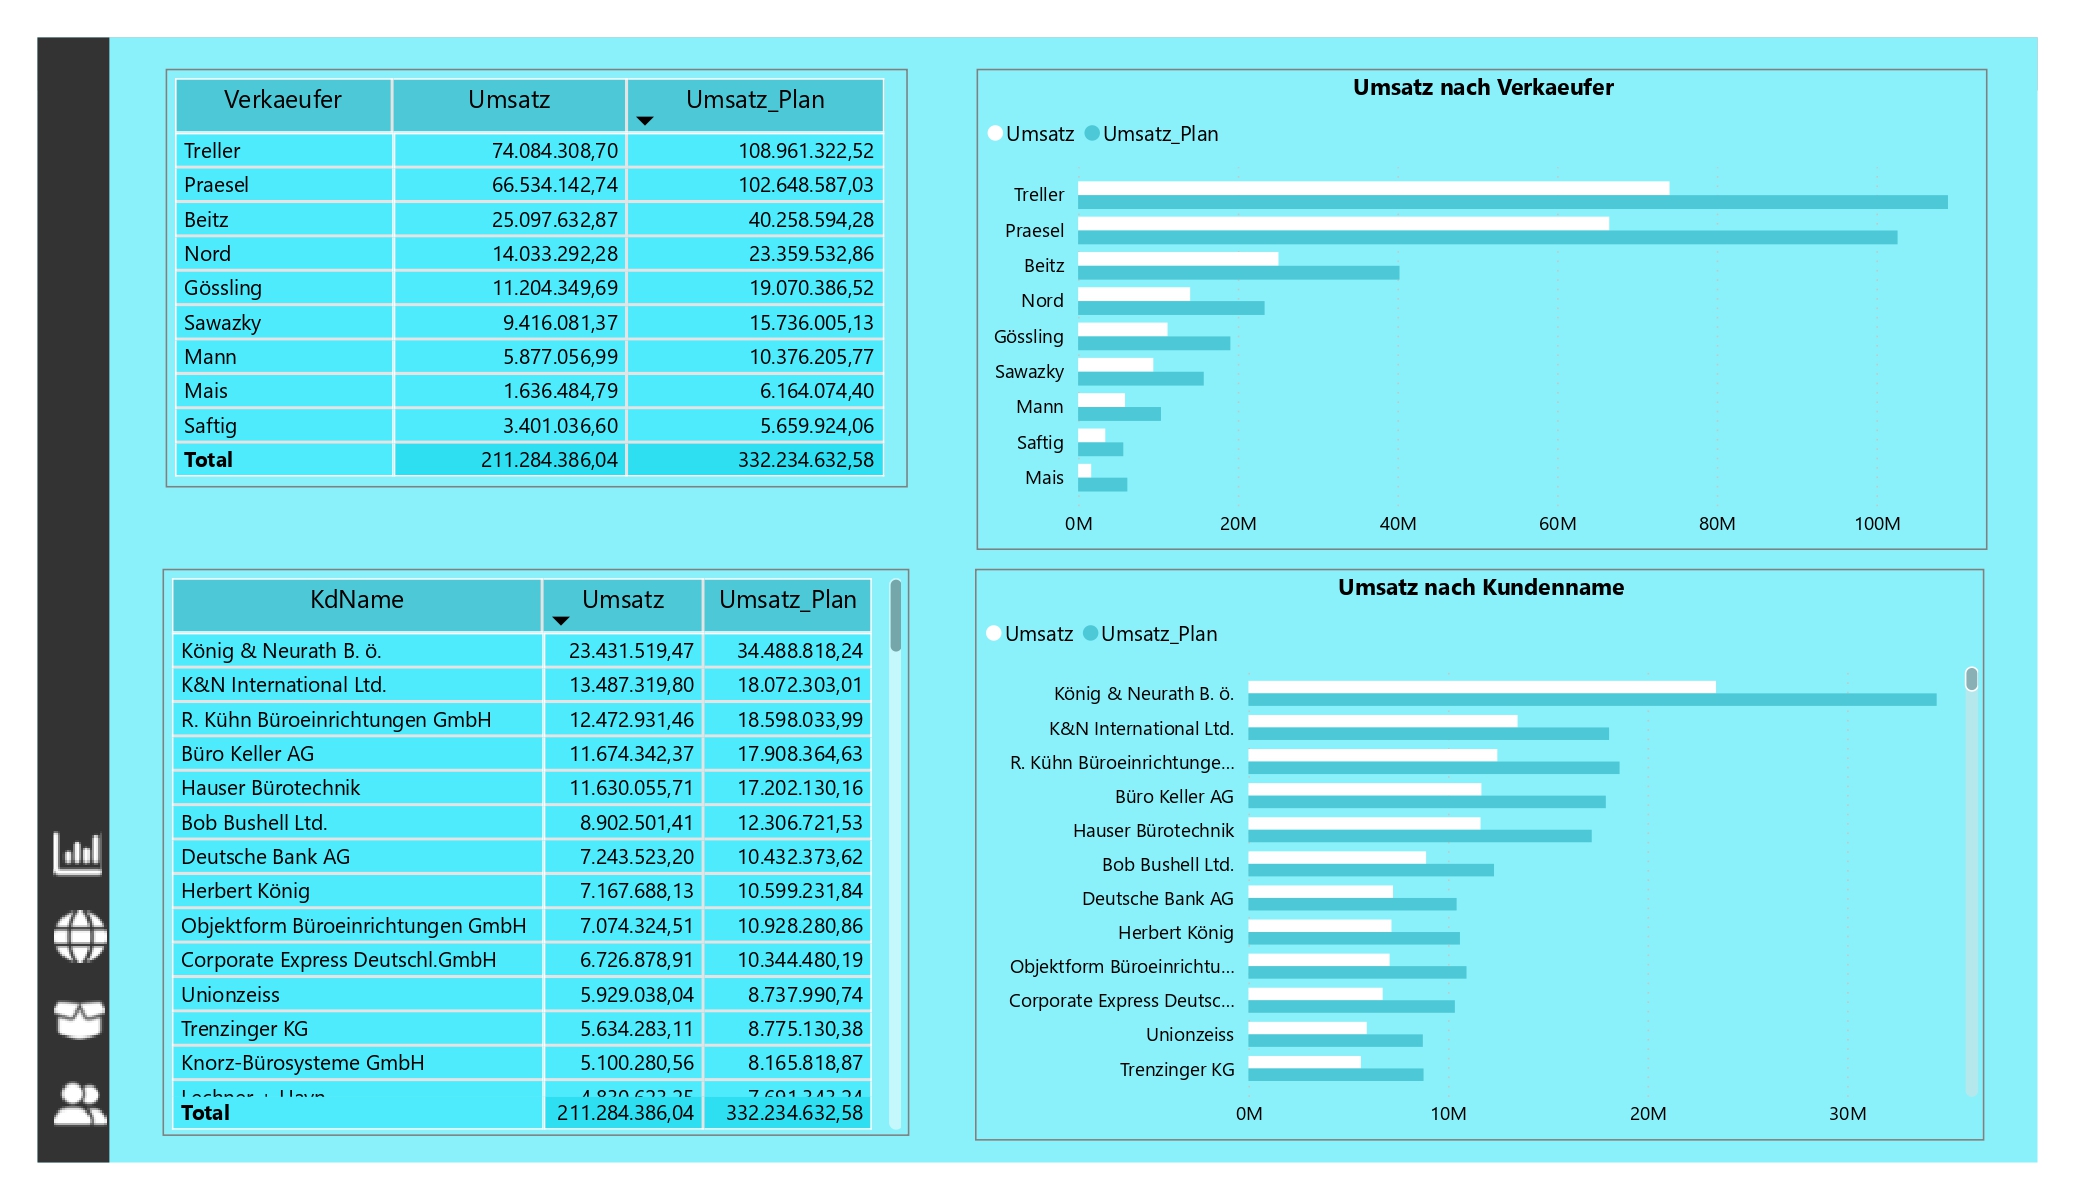 Verkaeufer Umsatz Umsatz_Plan
Treller 74.084.308,70 108.961.322,52
Praesel 66.534.142,74 102.648.587,03
Beitz 25.097.632,87 40.258.594,28
Nord 14.033.292,28 23.359.532,86
Gössling 11.204.349,69 19.070.386,52
Sawazky 9.416.081,37 15.736.005,13
Mann 5.877.056,99 10.376.205,77
Mais 1.636.484,79 6.164.074,40
Saftig 3.401.036,60 5.659.924,06
Total 211.284.386,04 332.234.632,58
Umsatz nach Verkaeufer
Umsatz Umsatz_Plan
Treller
Praesel
Beitz
Nord
Gössling
Sawazky
Mann
Saftig
Mais
0M 20M 40M 60M 80M 100M
KdName Umsatz Umsatz_Plan
König & Neurath B. ö. 23.431.519,47 34.488.818,24
K&N International Ltd. 13.487.319,80 18.072.303,01
R. Kühn Büroeinrichtungen GmbH 12.472.931,46 18.598.033,99
Büro Keller AG 11.674.342,37 17.908.364,63
Hauser Bürotechnik 11.630.055,71 17.202.130,16
Bob Bushell Ltd. 8.902.501,41 12.306.721,53
Deutsche Bank AG 7.243.523,20 10.432.373,62
Herbert König 7.167.688,13 10.599.231,84
Objektform Büroeinrichtungen GmbH 7.074.324,51 10.928.280,86
Corporate Express Deutschl.GmbH 6.726.878,91 10.344.480,19
Unionzeiss 5.929.038,04 8.737.990,74
Trenzinger KG 5.634.283,11 8.775.130,38
Knorz-Bürosysteme GmbH 5.100.280,56 8.165.818,87
Total 211.284.386,04 332.234.632,58
Umsatz nach Kundenname
Umsatz Umsatz_Plan
König & Neurath B. ö.
K&N International Ltd.
R. Kühn Büroeinrichtunge...
Büro Keller AG
Hauser Bürotechnik
Bob Bushell Ltd.
Deutsche Bank AG
Herbert König
Objektform Büroeinrichtu...
Corporate Express Deutsc...
Unionzeiss
Trenzinger KG
0M 10M 20M 30M